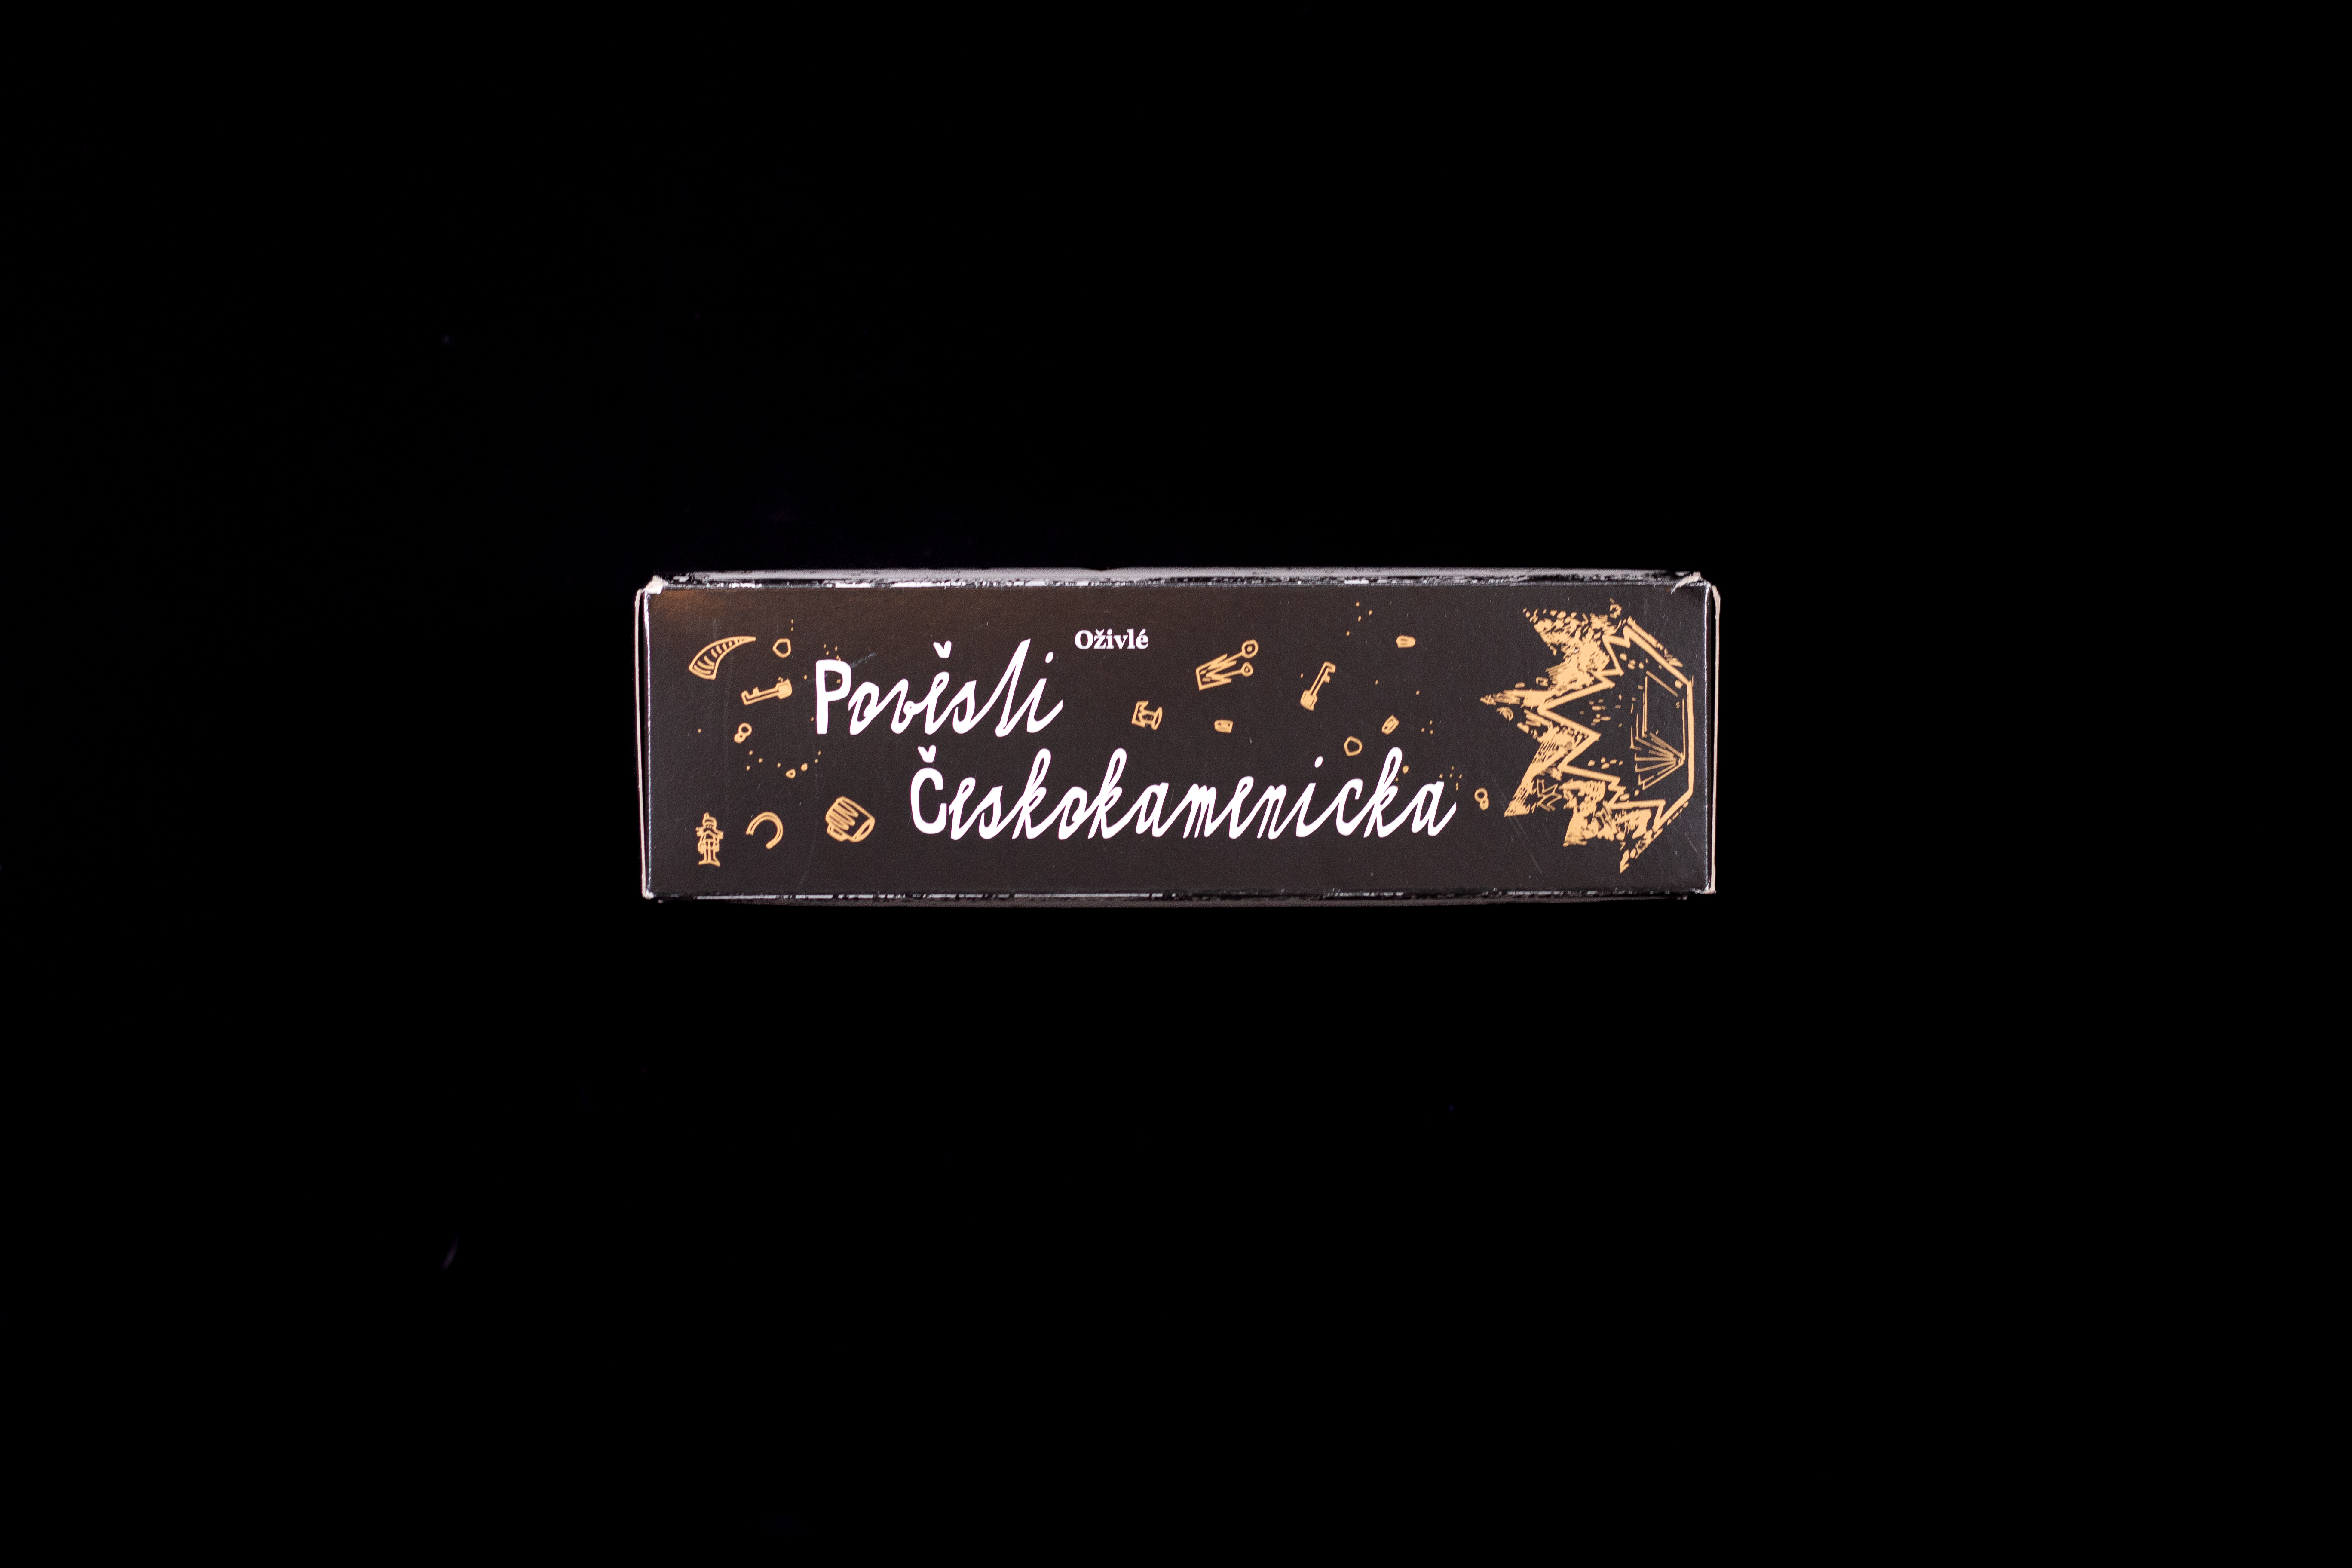 Oživlé
Pověsti
Českokamenicka